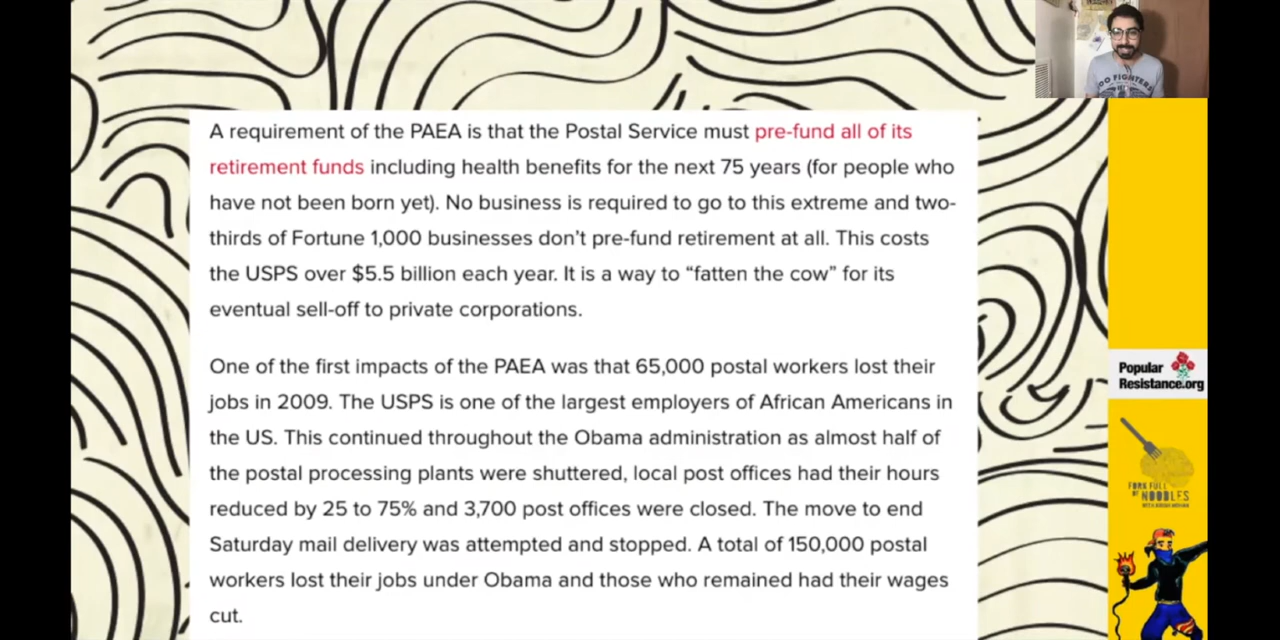 A requirement of the PAEA is that the Postal Service must pre-fund all of its
retirement funds including health benefits for the next 75 years (for people who
have not been born yet). No business is required to go to this extreme and two-
thirds of Fortune 1,000 businesses don’t pre-fund retirement at all. This costs
the USPS over $5.5 billion each year. It is a way to “fatten the cow” for its
eventual sell-off to private corporations.
One of the first impacts of the PAEA was that 65,000 postal workers lost their
jobs in 2009. The USPS is one of the largest employers of African Americans in
the US. This continued throughout the Obama administration as almost half of
the postal processing plants were shuttered, local post offices had their hours
reduced by 25 to 75% and 3,700 post offices were closed. The move to end
Saturday mail delivery was attempted and stopped. A total of 150,000 postal
workers lost their jobs under Obama and those who remained had their wages
cut.
Popular
Resistance.org
FORK FULL
OF NOODLES